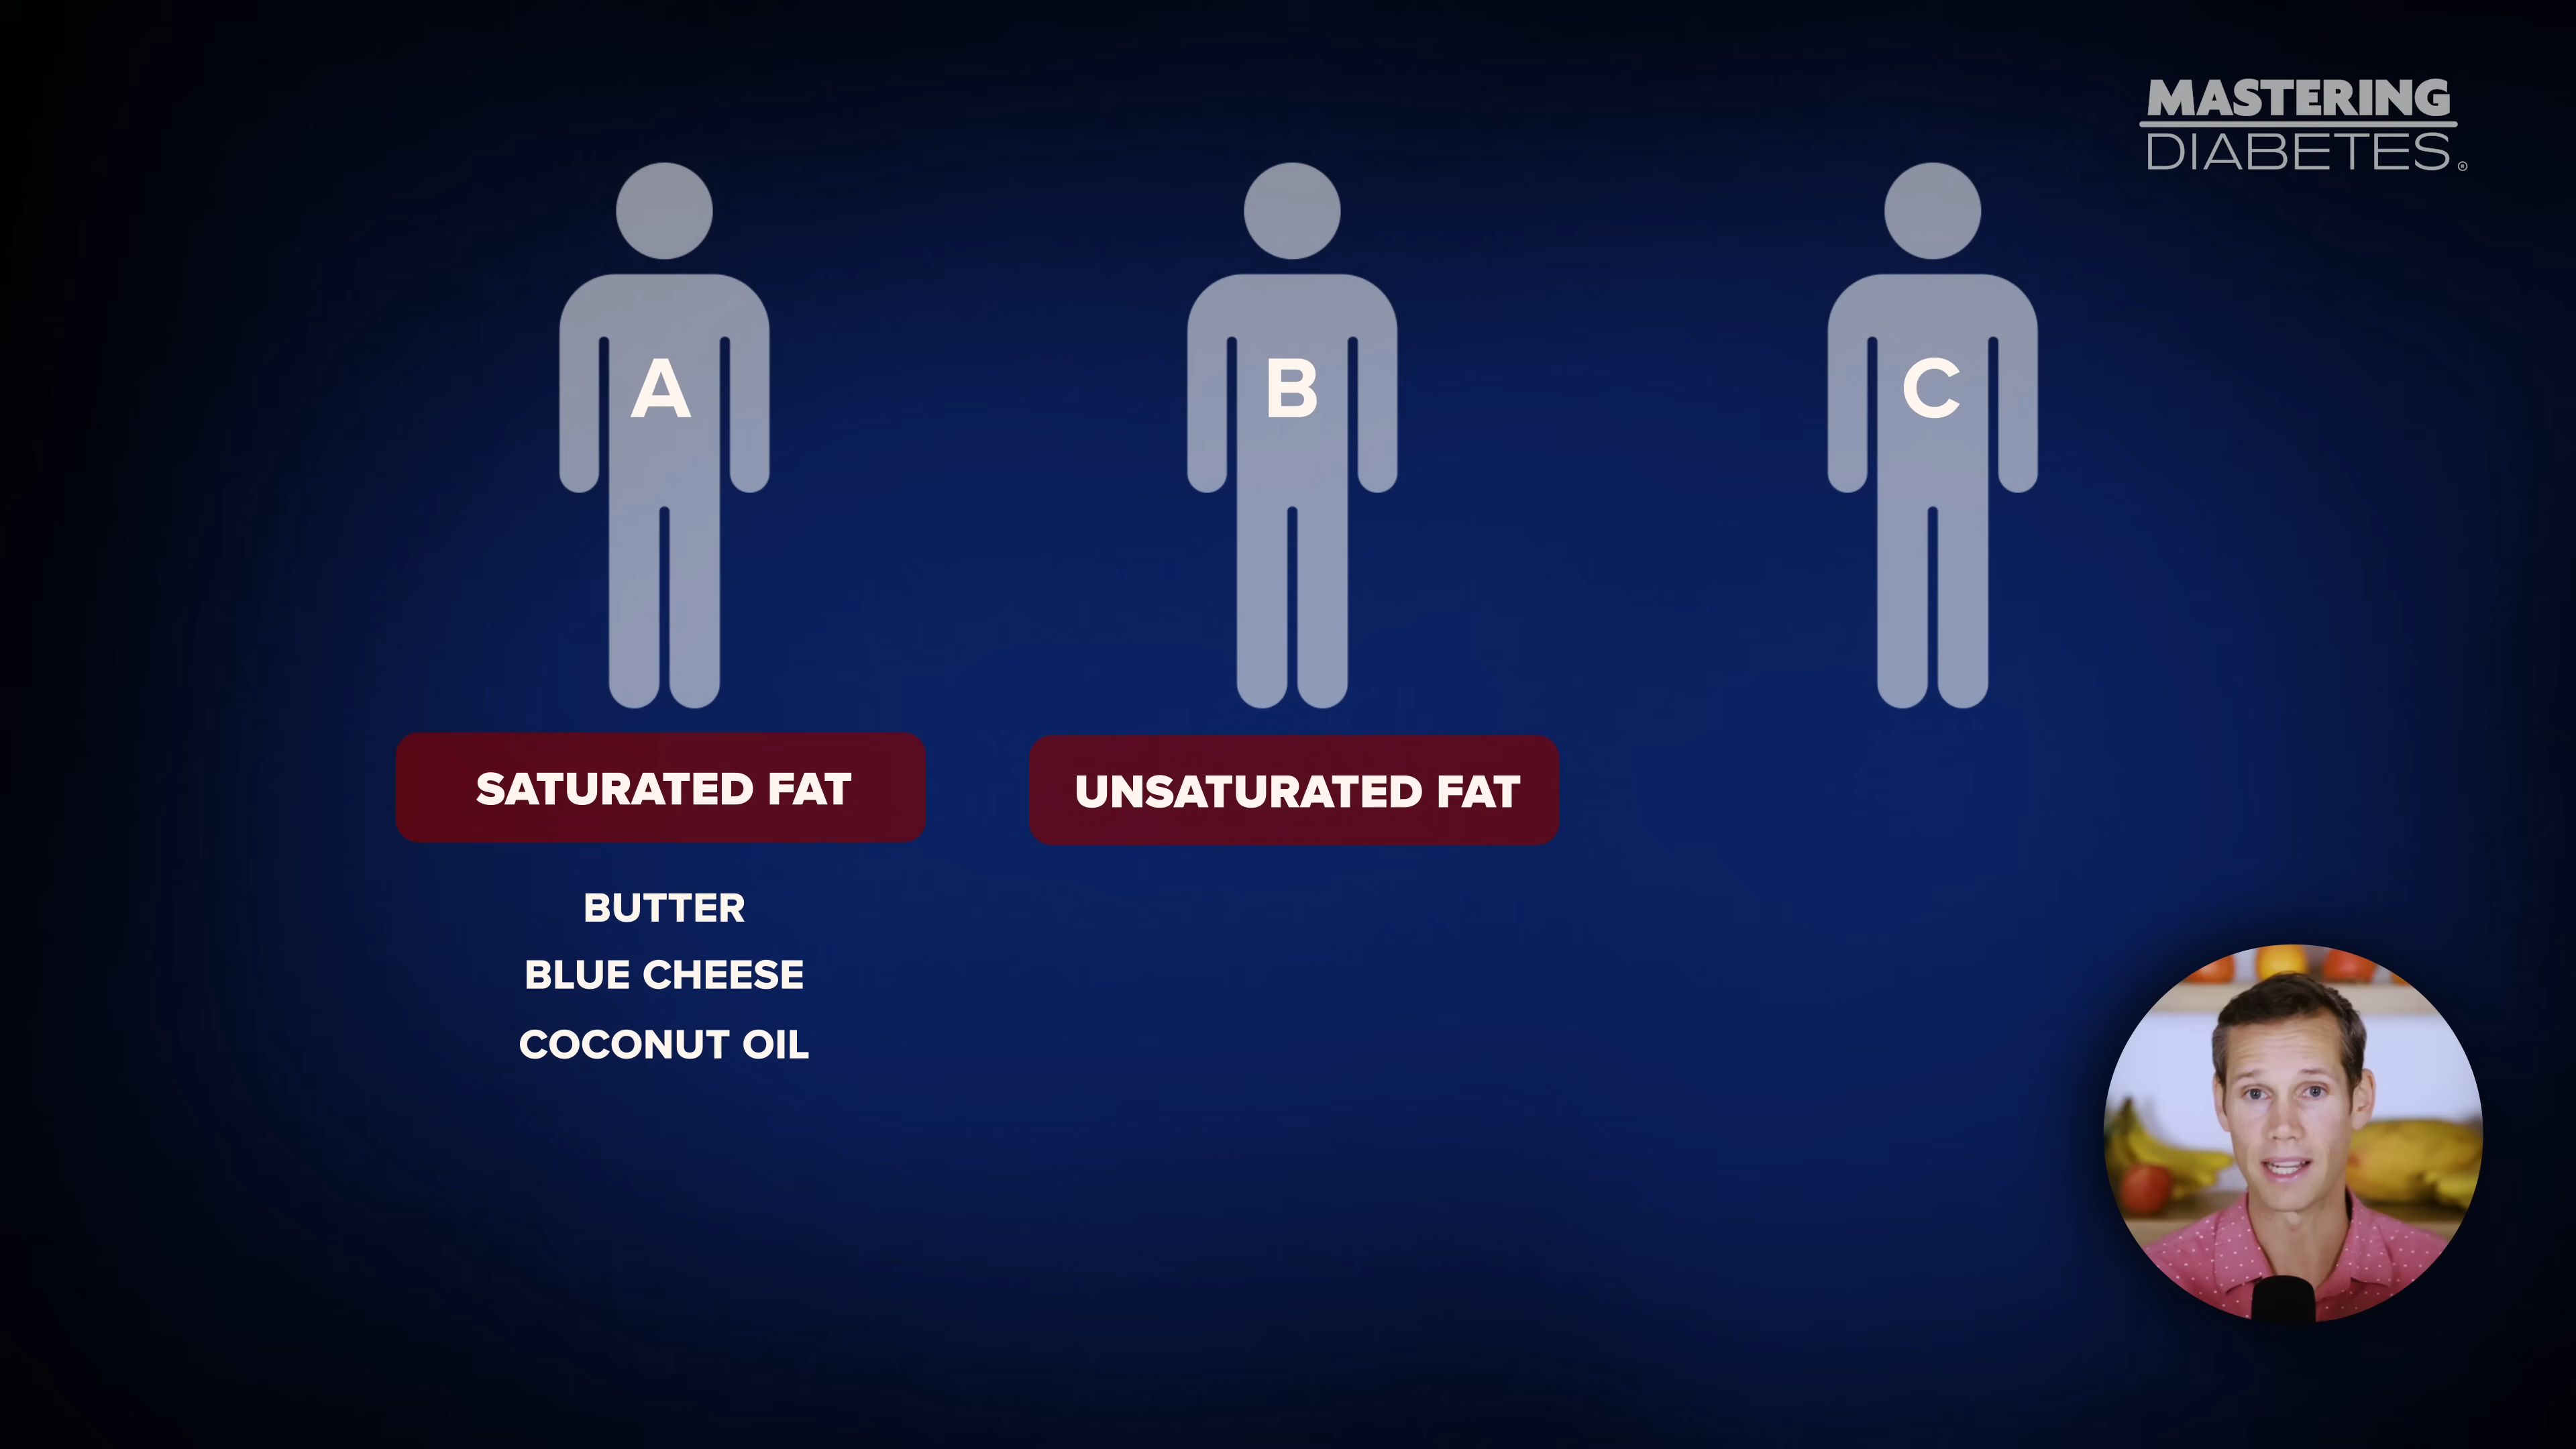 MASTERING
DIABETES®
A
B
C
SATURATED FAT
UNSATURATED FAT
BUTTER
BLUE CHEESE
COCONUT OIL